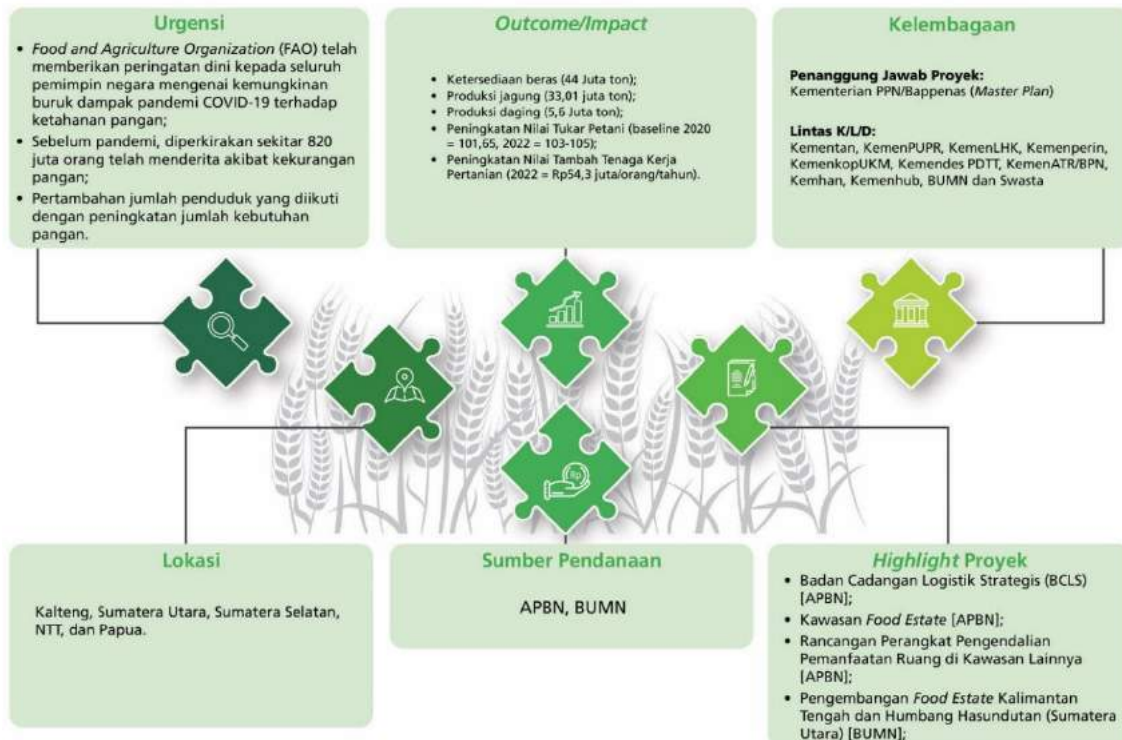 Urgensi
• Food and Agriculture Organization (FAO) telah
memberikan peringatan dini kepada seluruh
pemimpin negara mengenai kemungkinan
buruk dampak pandemi COVID-19 terhadap
ketahanan pangan;
• Sebelum pandemi, diperkirakan sekitar 820
juta orang telah menderita akibat kekurangan
pangan;
• Pertambahan jumlah penduduk yang diikuti
dengan peningkatan jumlah kebutuhan
pangan.
Outcome/Impact
• Ketersediaan beras (44 Juta ton);
• Produksi jagung (33,01 juta ton);
• Produksi daging (5,6 Juta ton);
• Peningkatan Nilai Tukar Petani (baseline 2020
= 101,65, 2022 = 103-105);
• Peningkatan Nilai Tambah Tenaga Kerja
Pertanian (2022 = Rp54,3 juta/orang/tahun).
Kelembagaan
Penanggung Jawab Proyek:
Kementerian PPN/Bappenas (Master Plan)
Lintas K/L/D:
Kementan, KemenPUPR, KemenLHK, Kemenperin,
KemenkopUKM, Kemendes PDTT, KemenATR/BPN,
Kemhan, Kemenhub, BUMN dan Swasta
Rp
Lokasi
Kalteng, Sumatera Utara, Sumatera Selatan,
NTT, dan Papua.
Sumber Pendanaan
APBN, BUMN
Highlight Proyek
• Badan Cadangan Logistik Strategis (BCLS)
[APBN];
• Kawasan Food Estate [APBN];
• Rancangan Perangkat Pengendalian
Pemanfaatan Ruang di Kawasan Lainnya
[APBN];
• Pengembangan Food Estate Kalimantan
Tengah dan Humbang Hasundutan (Sumatera
Utara) [BUMN];